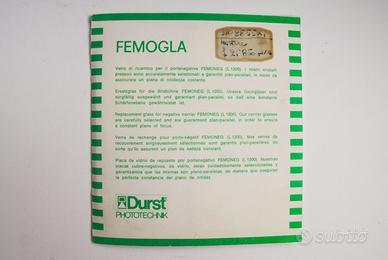 FEMOGLA
Vetro di ricambio per il portanegativo FEMONEG (L 1200). I nostri cristalli
pressori sono accuratamente selezionati e garantiti plan-paralleli, in modo da
assicurare un piano di nitidezza costante.
Ersatzglas für die Bildbühne FEMONEG (L 1200). Unsere Deckgläser sind
sorgfältig ausgewählt und garantiert plan-parallel, so daß eine konstante
Schärfenebene gewährleistet ist.
Replacement glass for negative carrier FEMONEG (L 1200). Our carrier glasses
are carefully selected and are guaranteed plan-parallel, in order to ensure
a constant plane of focus.
Verre de rechange pour porte-négatif FEMONEG (L 1200). Nos verres de
recouvrement soigneusement sélectionnés sont garantis plan-parallèles, de
sorte qu'ils assurent un plan de netteté constant.
Placa de vidrio de repuesto por portanegativo FEMONEG (L 1200). Nuestras
placas cubre-negativos, de vidrio, están cuidadosamente seleccionadas y
garantizamos que las mismas son plano-paralelas, de manera que aseguran
la perfecta constancia del plano de nitidez.
Durst
PHOTOTECHNIK
subito